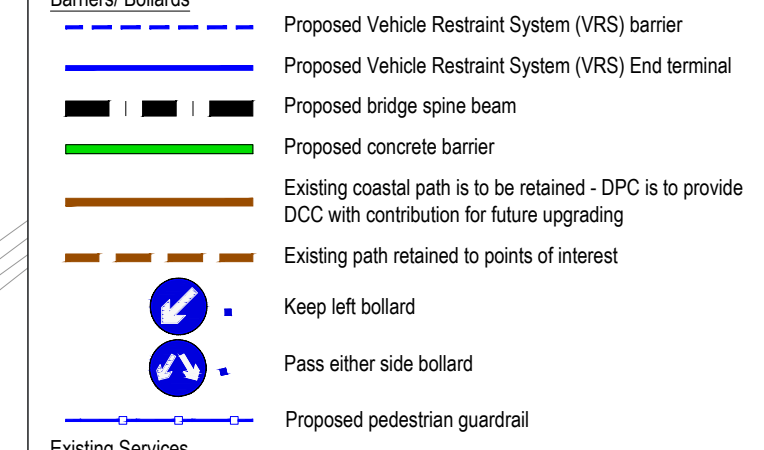 Barriers/ Bollards
Proposed Vehicle Restraint System (VRS) barrier
Proposed Vehicle Restraint System (VRS) End terminal
Proposed bridge spine beam
Proposed concrete barrier
Existing coastal path is to be retained - DPC is to provide
DCC with contribution for future upgrading
Existing path retained to points of interest
Keep left bollard
Pass either side bollard
Proposed pedestrian guardrail
Existing Services